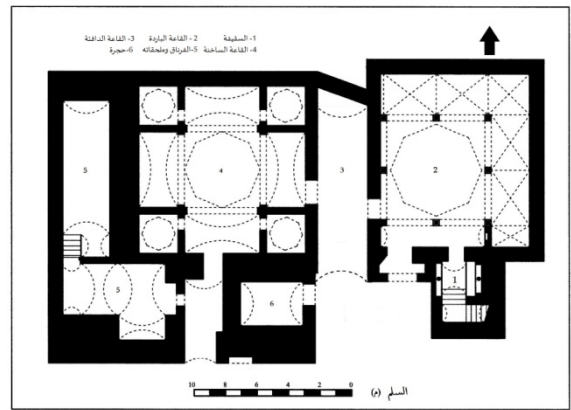 1- السقيفة 2- القاعة الباردة 3- القاعة الدافئة
4- القاعة الساخنة 5- الفرناق وملحقاته 6- حجرة
5
4
3
2
5
6
1
10 8 6 4 2 0
السلم (م)